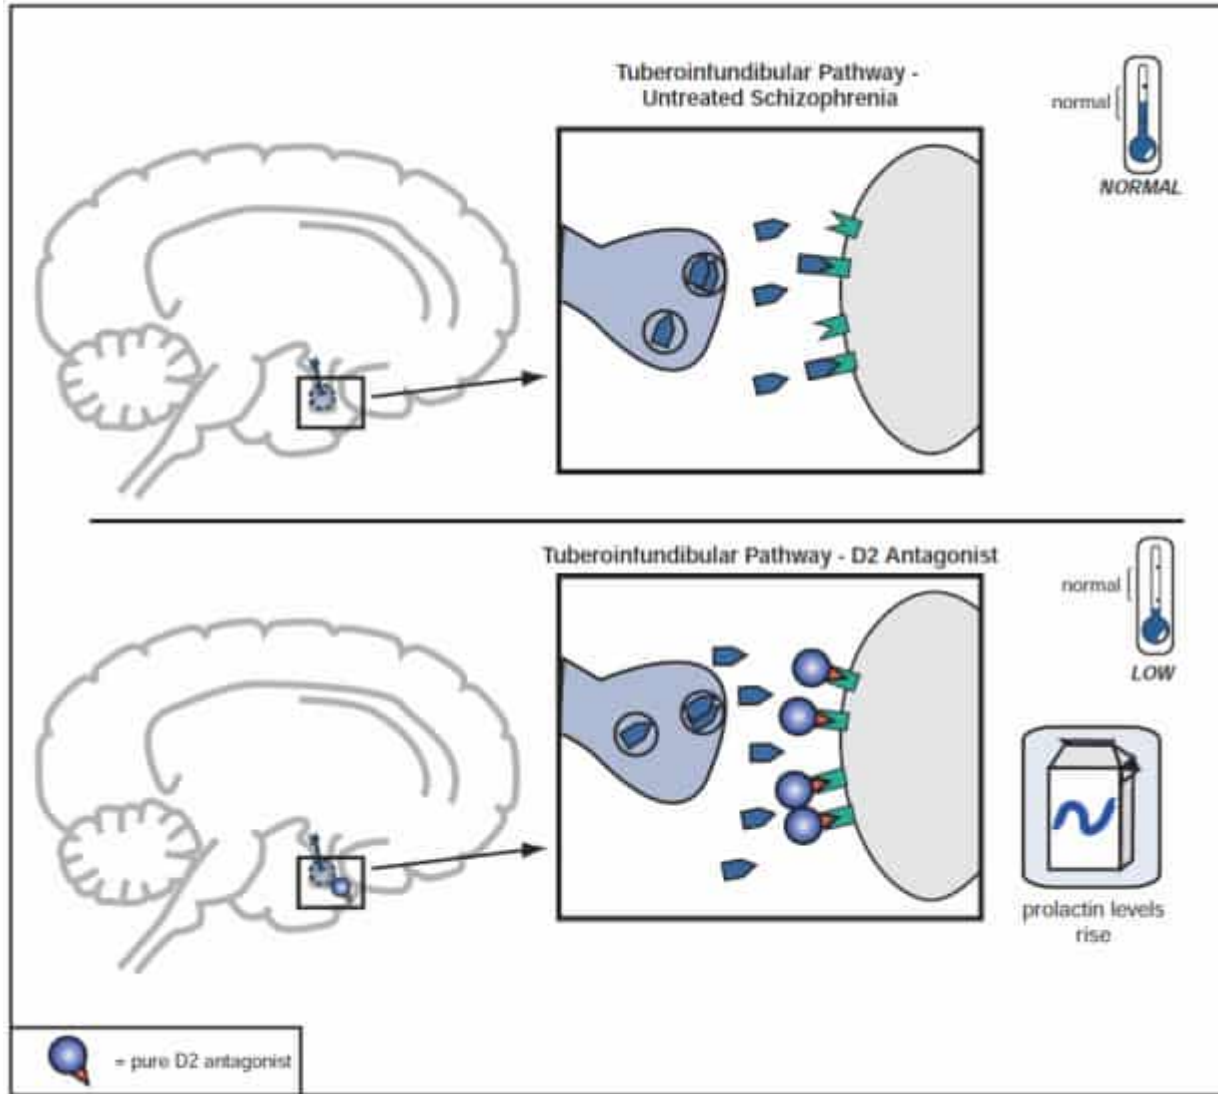 Tuberoinfundibular Pathway -
Untreated Schizophrenia
normal
NORMAL
Tuberoinfundibular Pathway - D2 Antagonist
normal
LOW
prolactin levels
rise
= pure D2 antagonist